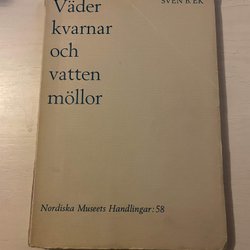 SVEN B. EK
Väder
kvarnar
och
vatten
möllor
Nordiska Museets Handlingar: 58